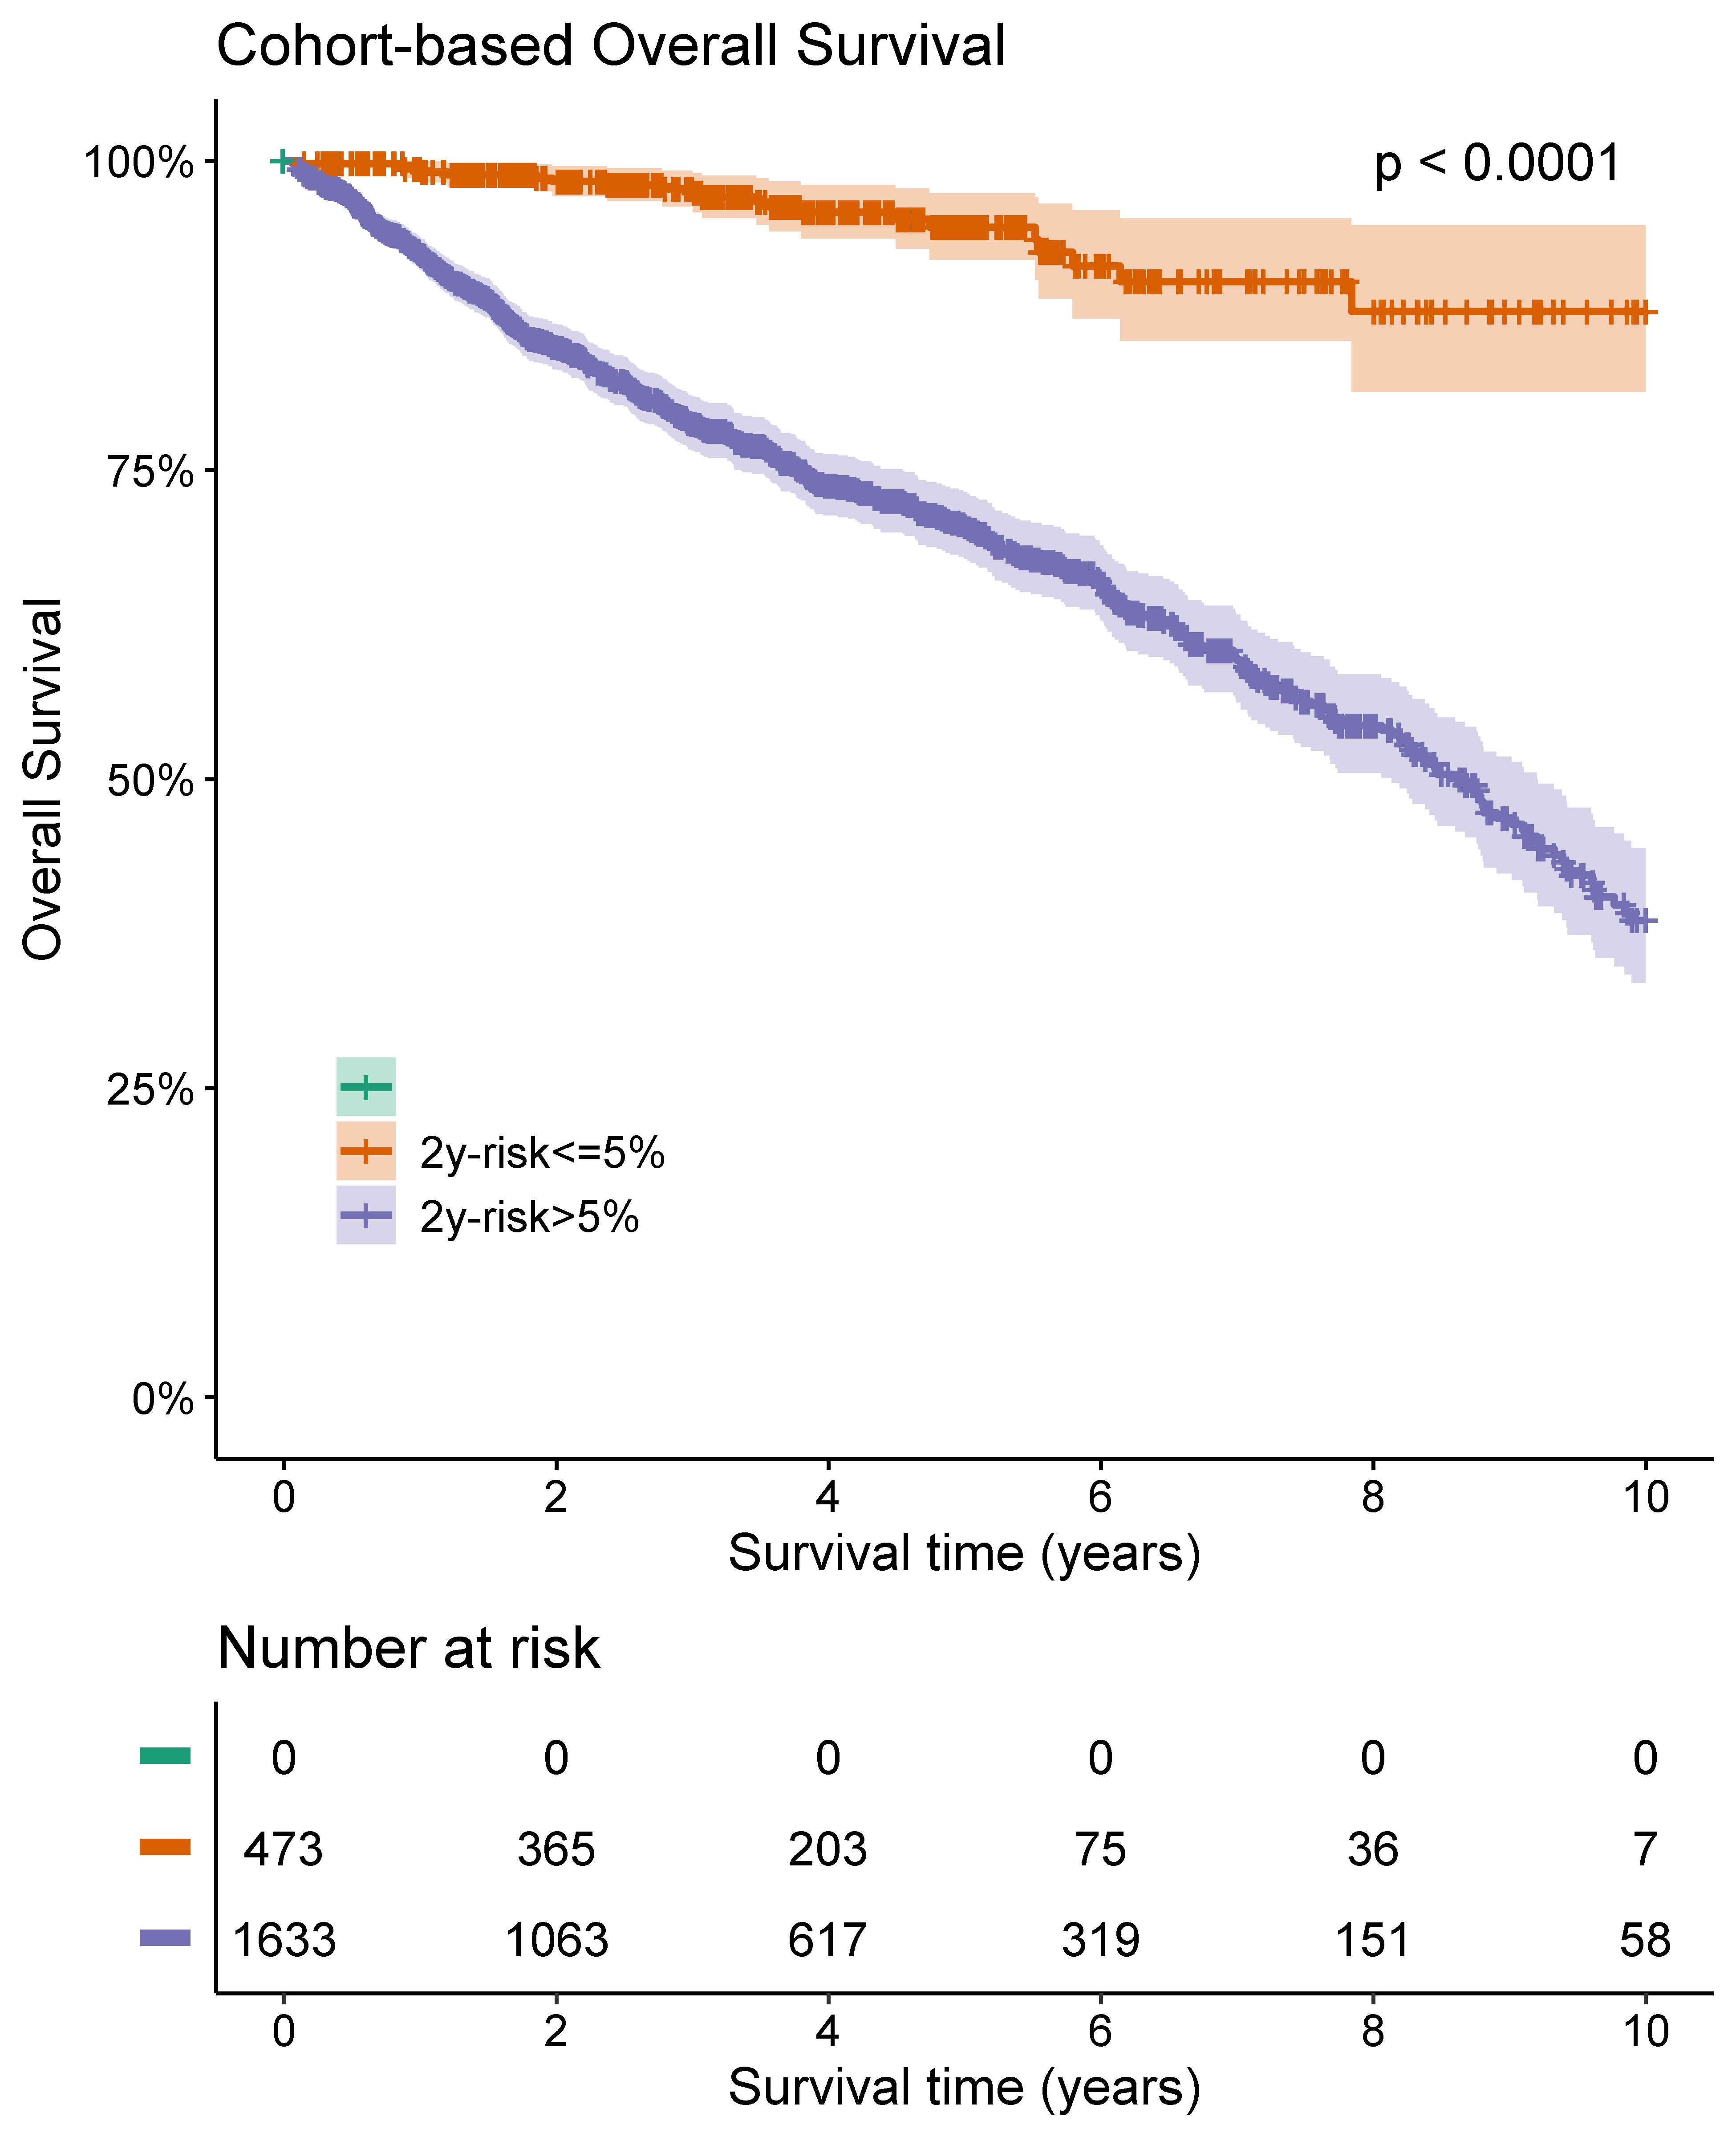 Cohort-based Overall Survival
100%
75%
50%
25%
0%
Overall Survival
p < 0.0001
2y-risk<=5%
2y-risk>5%
0 2 4 6 8 10
Survival time (years)
Number at risk
0 0 0 0 0 0
473 365 203 75 36 7
1633 1063 617 319 151 58
0 2 4 6 8 10
Survival time (years)